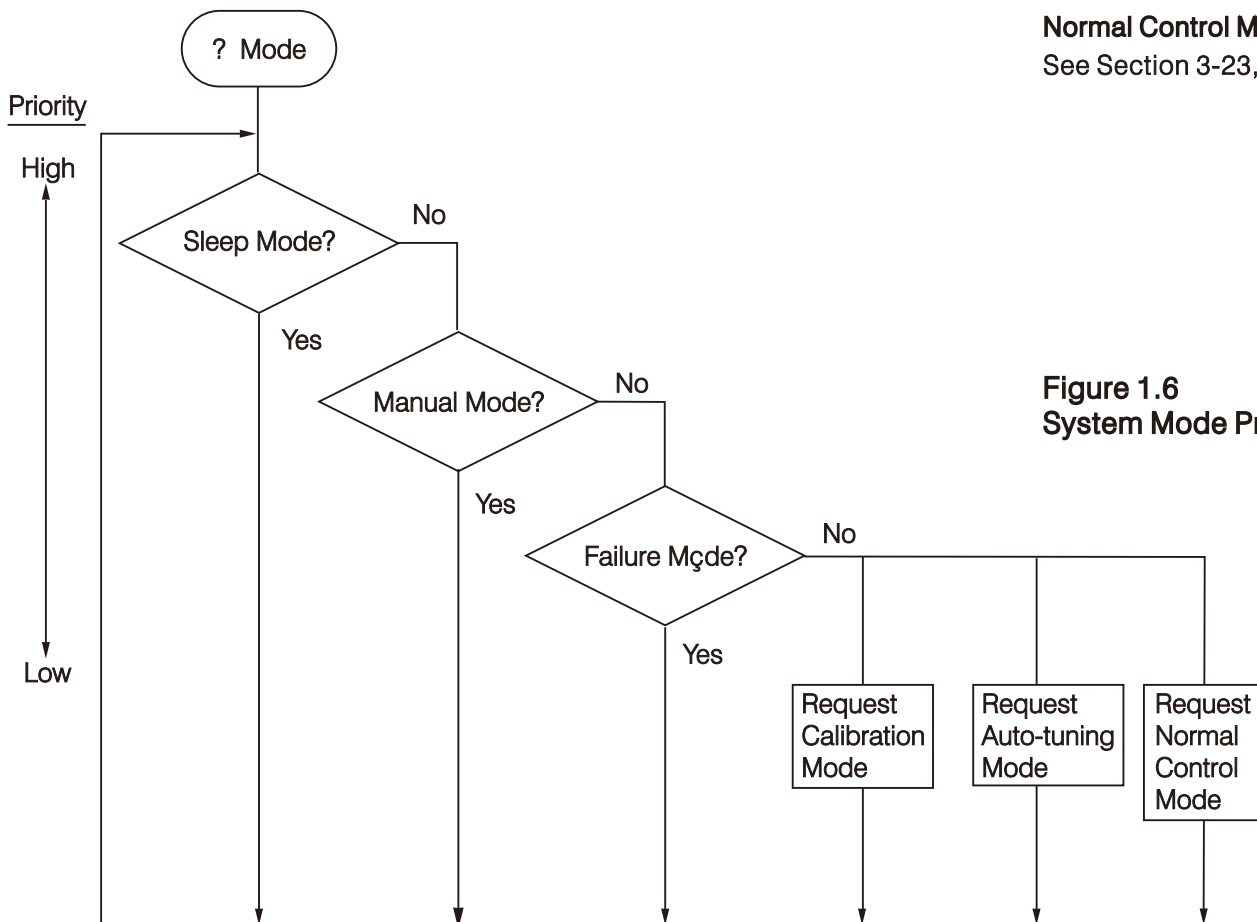 ? Mode
Normal Control M
See Section 3-23,
Priority
High
No
Sleep Mode?
Yes
No
Manual Mode?
Figure 1.6
System Mode Pr
Yes
No
Failure Mçde?
Yes
Low
Request
Calibration
Mode
Request
Auto-tuning
Mode
Request
Normal
Control
Mode